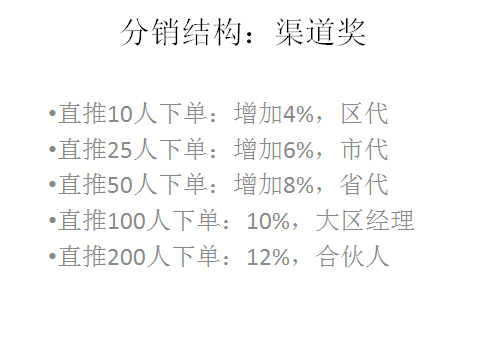 分销结构：渠道奖
•直推10人下单：增加4%，区代
•直推25人下单：增加6%，市代
•直推50人下单：增加8%，省代
•直推100人下单：10%，大区经理
•直推200人下单：12%，合伙人